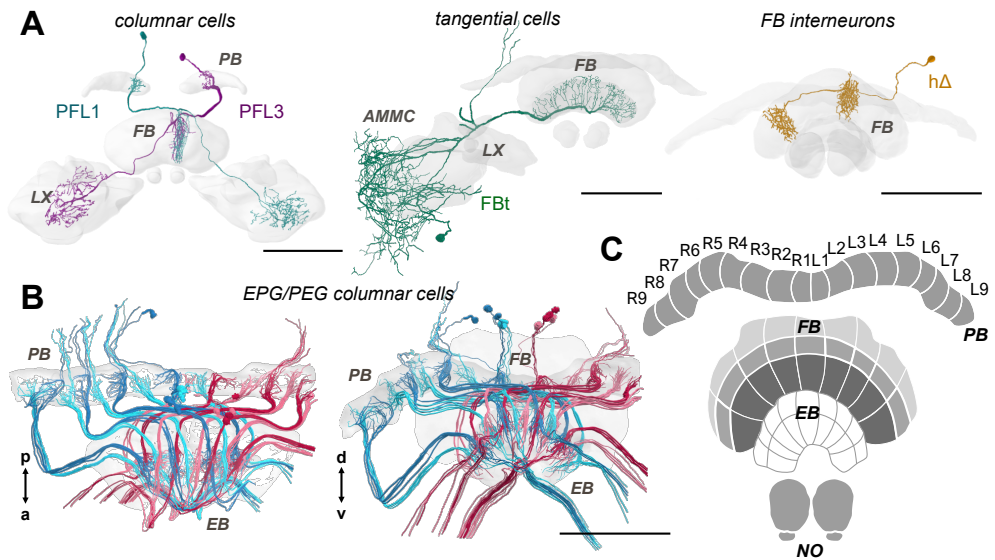 A
columnar cells
PB
PFL1
PFL3
FB
LX
tangential cells
FB
AMMC
LX
FBt
FB interneurons
hΔ
FB
B
EPG/PEG columnar cells
PB
p
a
EB
FB
PB
d
v
EB
C
R9 R8 R7 R6 R5 R4 R3 R2 R1 L1 L2 L3 L4 L5 L6 L7 L8 L9
PB
FB
EB
NO